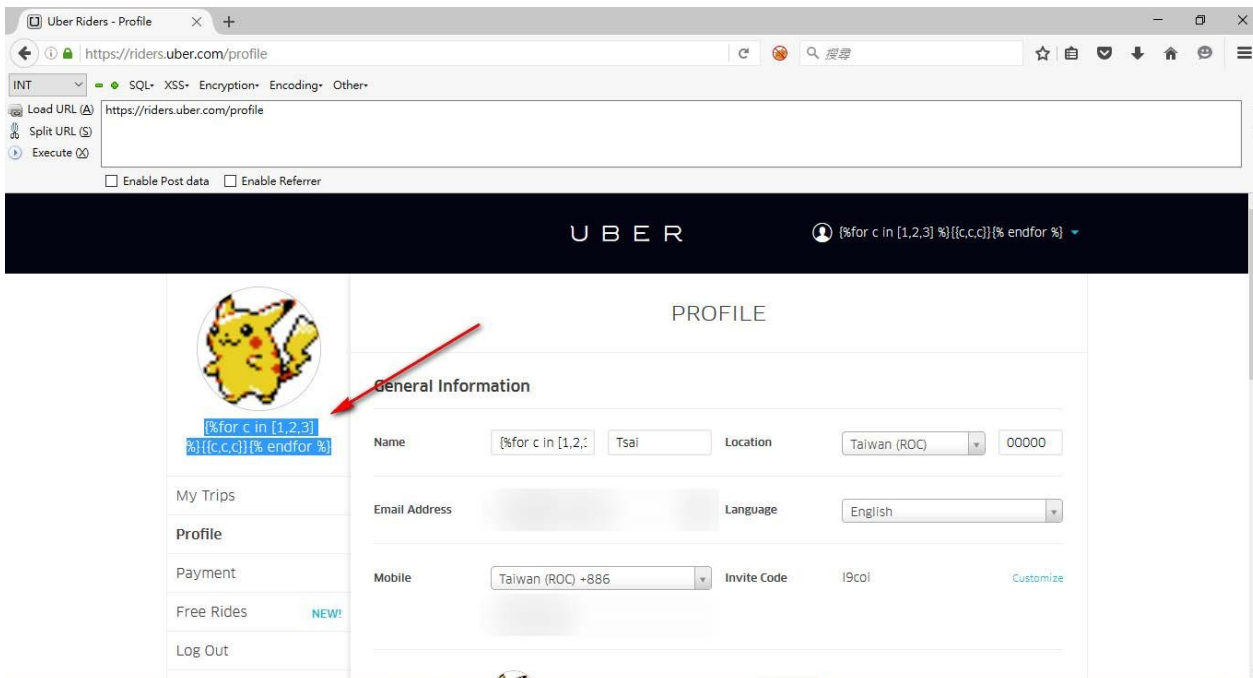 Uber Riders - Profile
https://riders.uber.com/profile
搜尋
INT SQL- XSS- Encryption- Encoding- Other-
Load URL (A) https://riders.uber.com/profile
Split URL (S)
Execute (X)
Enable Post data Enable Referrer
UBER {%for c in [1,2,3] %}{{c,c,c}}{% endfor %}
PROFILE
General Information
{%for c in [1,2,3]
%}{{c,c,c}}{% endfor %}
Name {%for c in [1,2,: Tsai Location Taiwan (ROC) 00000
My Trips
Email Address Language English
Profile
Payment
Mobile Taiwan (ROC) +886 Invite Code Customize
Free Rides NEW!
Log Out